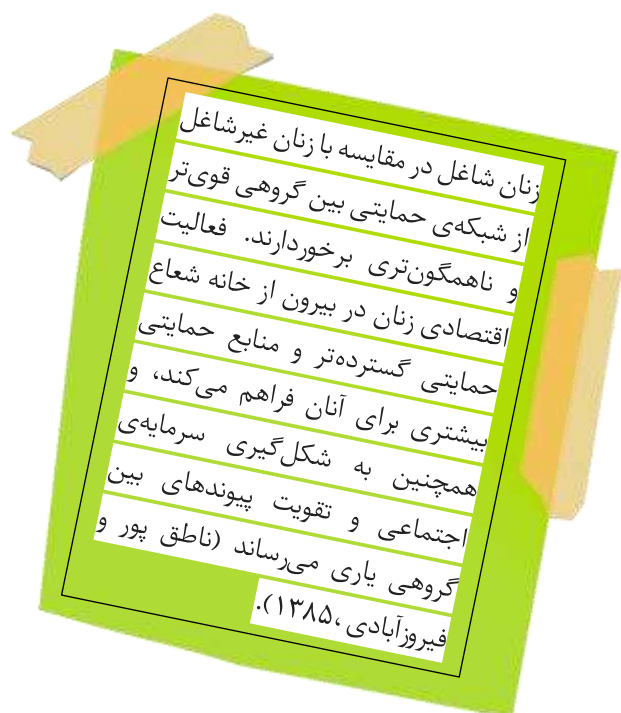 زنان شاغل در مقایسه با زنان غیرشاغل
از شبکه‌ی حمایتی بین گروهی قوی‌تر
و ناهمگون‌تری برخوردارند. فعالیت
اقتصادی زنان در بیرون از خانه شعاع
حمایتی گسترده‌تر و منابع حمایتی
بیشتری برای آنان فراهم می‌کند، و
همچنین به شکل‌گیری سرمایه‌ی
اجتماعی و تقویت پیوندهای بین
گروهی یاری می‌رساند (ناطق پور و
فیروزآبادی ،۱۳۸۵).